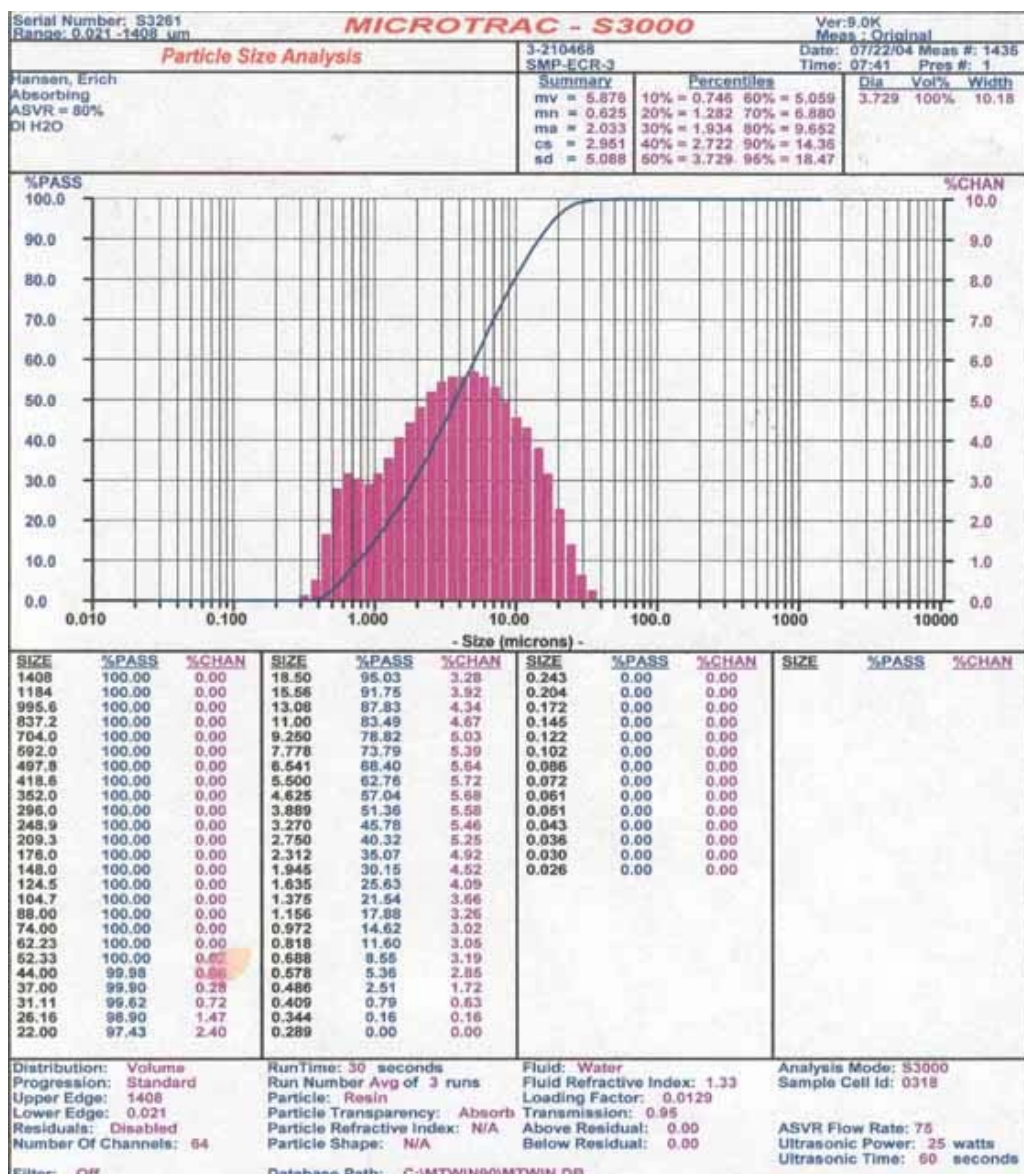 Serial Number: S3261
Range: 0.021 -1408 um
MICROTRAC - S3000
Ver:9.0K
Meas : Original
Particle Size Analysis
3-210468
SMP-ECR-3
Date: 07/22/04 Meas #: 1435
Time: 07:41 Pres #: 1
Hansen, Erich
Absorbing
ASVR = 80%
DI H2O
Summary
mv = 5.876
mn = 0.625
ma = 2.033
cs = 2.951
sd = 5.088
Percentiles
10% = 0.746 60% = 5.059
20% = 1.282 70% = 6.880
30% = 1.934 80% = 9.652
40% = 2.722 90% = 14.36
50% = 3.729 95% = 18.47
Dia Vol% Width
3.729 100% 10.18
%PASS
%CHAN
100.0 10.0
90.0 9.0
80.0 8.0
70.0 7.0
60.0 6.0
50.0 5.0
40.0 4.0
30.0 3.0
20.0 2.0
10.0 1.0
0.0 0.0
0.010 0.100 1.000 10.00 100.0 1000 10000
- Size (microns) -
SIZE %PASS %CHAN
1408 100.00 0.00
1184 100.00 0.00
995.6 100.00 0.00
837.2 100.00 0.00
704.0 100.00 0.00
592.0 100.00 0.00
497.8 100.00 0.00
418.6 100.00 0.00
352.0 100.00 0.00
296.0 100.00 0.00
248.9 100.00 0.00
209.3 100.00 0.00
176.0 100.00 0.00
148.0 100.00 0.00
124.5 100.00 0.00
104.7 100.00 0.00
88.00 100.00 0.00
74.00 100.00 0.00
62.23 100.00 0.00
52.33 100.00 0.02
44.00 99.98
37.00 99.90 0.28
31.11 99.62 0.72
26.16 98.90 1.47
22.00 97.43 2.40
SIZE %PASS %CHAN
18.50 95.03 3.28
15.56 91.75 3.92
13.08 87.83 4.34
11.00 83.49 4.67
9.250 78.82 5.03
7.778 73.79 5.39
6.541 68.40 5.64
5.500 62.76 5.72
4.625 57.04 5.68
3.889 51.36 5.58
3.270 45.78 5.46
2.750 40.32 5.25
2.312 35.07 4.92
1.945 30.15 4.52
1.635 25.63 4.09
1.375 21.54 3.66
1.156 17.88 3.26
0.972 14.62 3.02
0.818 11.60 3.05
0.688 8.55 3.19
0.578 5.36 2.85
0.486 2.51 1.72
0.409 0.79 0.63
0.344 0.16 0.16
0.289 0.00 0.00
SIZE %PASS %CHAN
0.243 0.00 0.00
0.204 0.00 0.00
0.172 0.00 0.00
0.145 0.00 0.00
0.122 0.00 0.00
0.102 0.00 0.00
0.086 0.00 0.00
0.072 0.00 0.00
0.061 0.00 0.00
0.051 0.00 0.00
0.043 0.00 0.00
0.036 0.00 0.00
0.030 0.00 0.00
0.026 0.00 0.00
SIZE %PASS %CHAN
Distribution: Volume
Progression: Standard
Upper Edge: 1408
Lower Edge: 0.021
Residuals: Disabled
Number Of Channels: 64
Filter: Off
RunTime: 30 seconds
Run Number Avg of 3 runs
Particle: Resin
Particle Transparency: Absorb
Particle Refractive Index: N/A
Particle Shape: N/A
Database Path: C:\MTWIN90\MTWIN.DB
Fluid: Water
Fluid Refractive Index: 1.33
Loading Factor: 0.0129
Transmission: 0.95
Above Residual: 0.00
Below Residual: 0.00
Analysis Mode: S3000
Sample Cell Id: 0318
ASVR Flow Rate: 75
Ultrasonic Power: 25 watts
Ultrasonic Time: 60 seconds